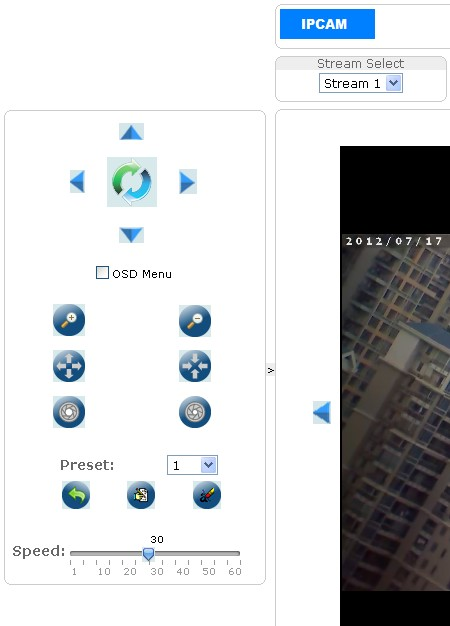 IPCAM
Stream Select
Stream 1
2012/07/17
OSD Menu
>
Preset:
1
30
Speed:
1 10 20 30 40 50 60